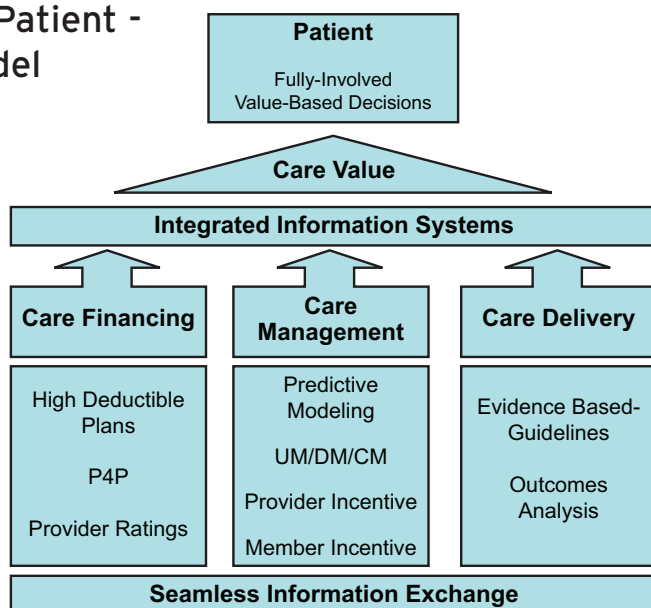 Patient -
del
Patient
Fully-Involved
Value-Based Decisions
Care Value
Integrated Information Systems
Care Financing
Care
Management
Care Delivery
High Deductible
Plans
P4P
Provider Ratings
Predictive
Modeling
UM/DM/CM
Provider Incentive
Member Incentive
Evidence Based-
Guidelines
Outcomes
Analysis
Seamless Information Exchange